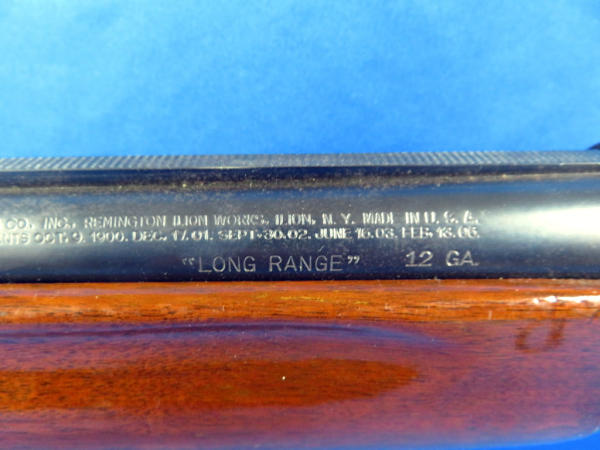 CO. INC., REMINGTON ILION WORKS, ILION, N. Y. MADE IN U. S. A.
NTS OCT. 9. 1900. DEC. 17.01. SEPT. 30.02. JUNE 16.03. FEB. 13.06.
"LONG RANGE" 12 GA.